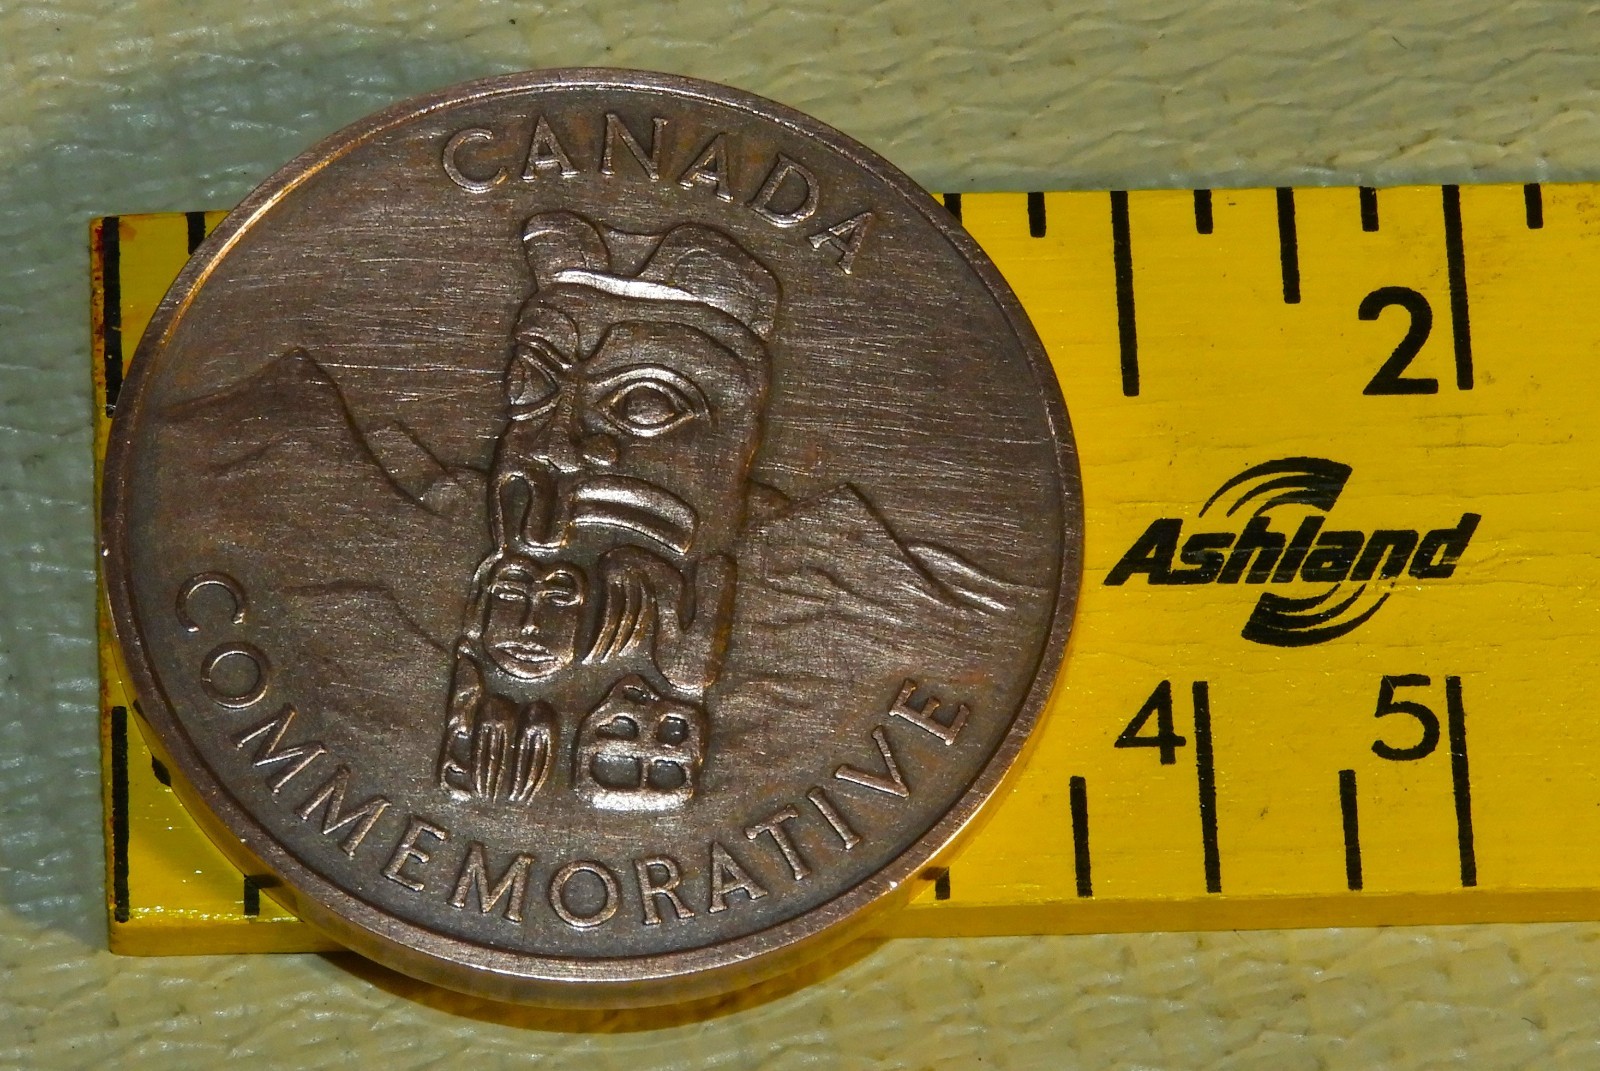 CANADA
COMMEMORATIVE
2
Ashland
4 5